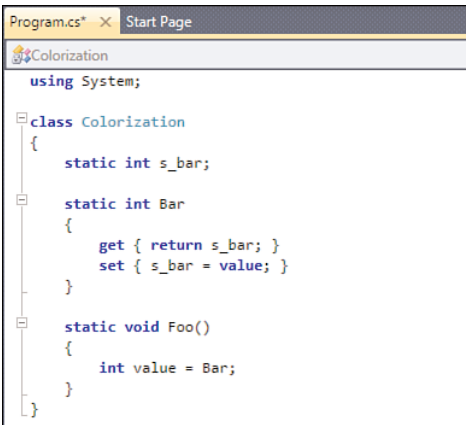 Program.cs* × Start Page
Colorization
using System;
class Colorization
{
    static int s_bar;
    static int Bar
    {
        get { return s_bar; }
        set { s_bar = value; }
    }
    static void Foo()
    {
        int value = Bar;
    }
}